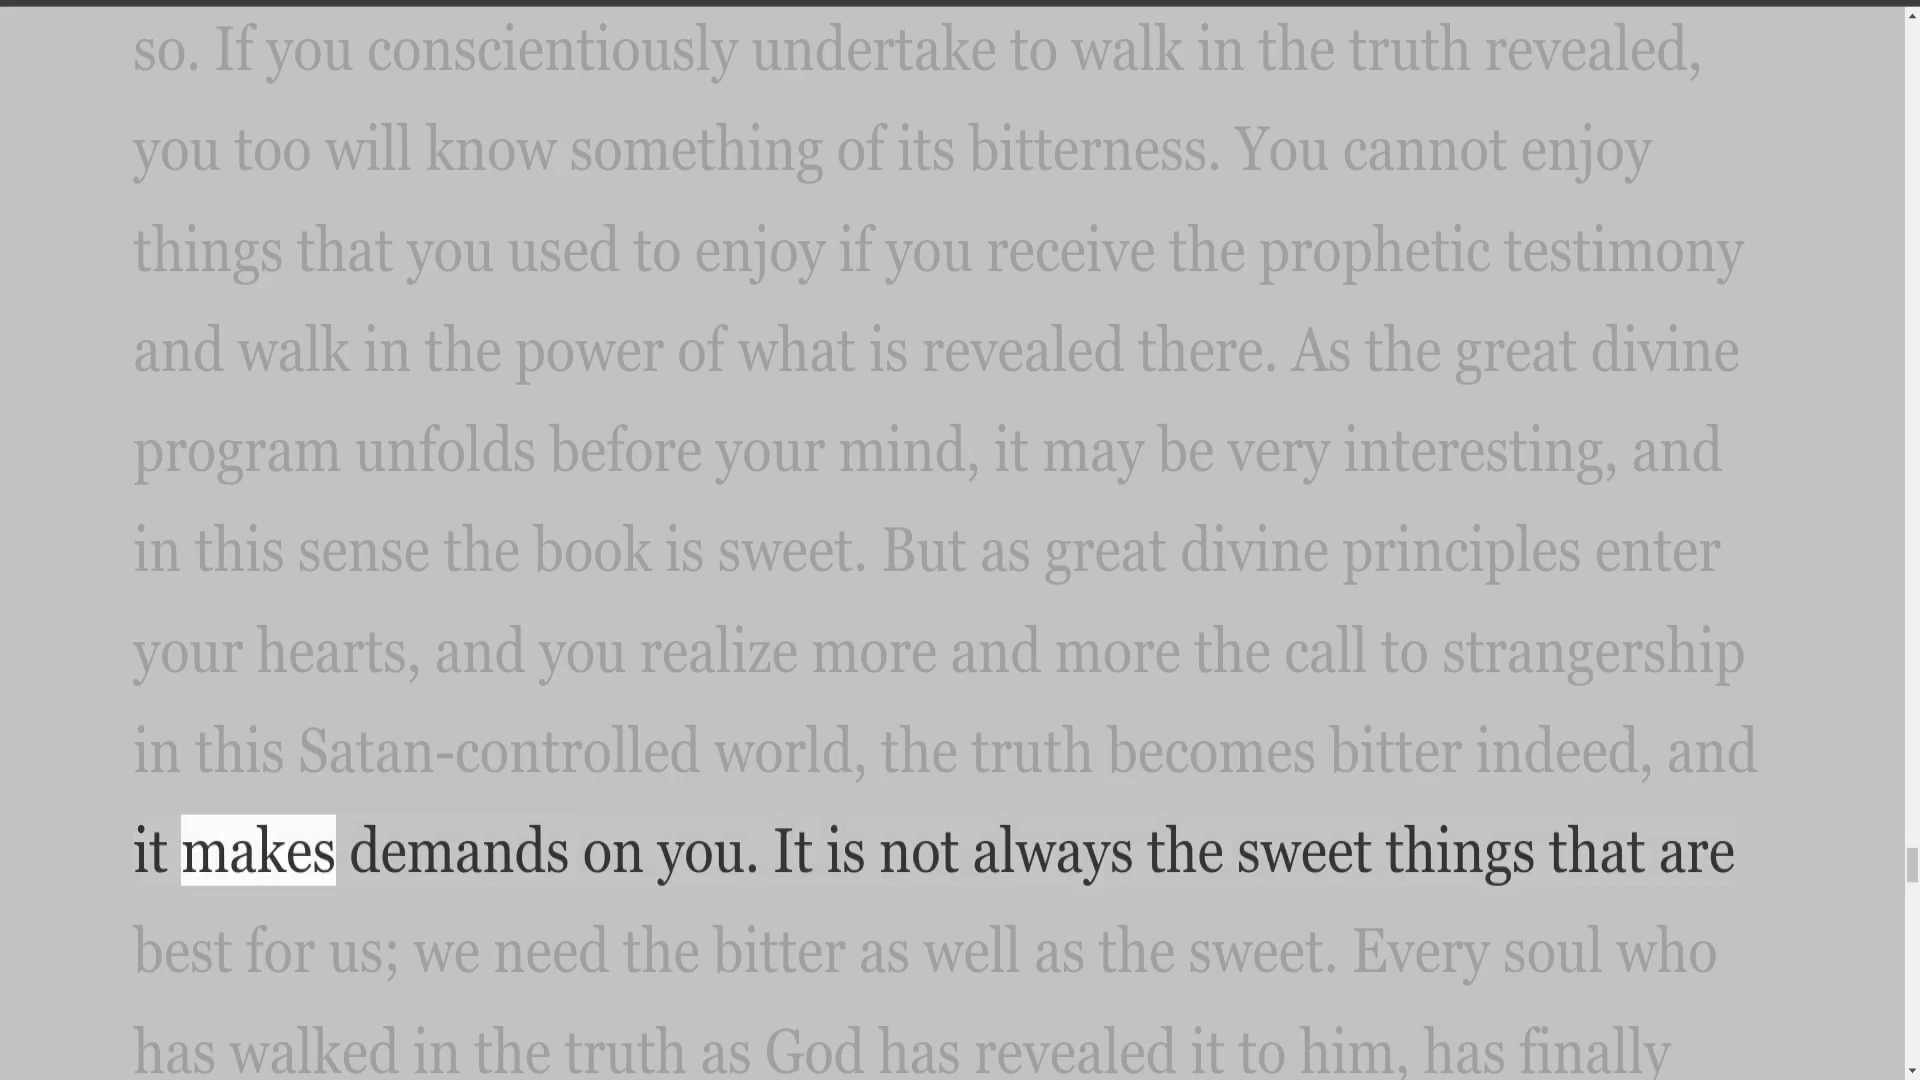 so. If you conscientiously undertake to walk in the truth revealed,
you too will know something of its bitterness. You cannot enjoy
things that you used to enjoy if you receive the prophetic testimony
and walk in the power of what is revealed there. As the great divine
program unfolds before your mind, it may be very interesting, and
in this sense the book is sweet. But as great divine principles enter
your hearts, and you realize more and more the call to strangership
in this Satan-controlled world, the truth becomes bitter indeed, and
it makes demands on you. It is not always the sweet things that are
best for us; we need the bitter as well as the sweet. Every soul who
has walked in the truth as God has revealed it to him, has finally